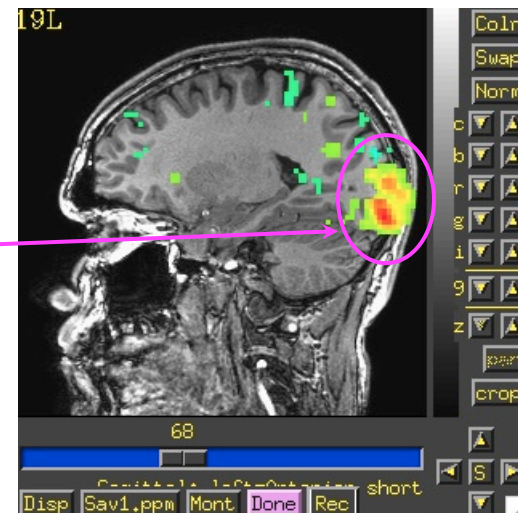 19L
Colr
Swap
Norm
c
b
r
g
i
9
z
crop
68
short
S
Disp Sav1.ppm Mont Done Rec